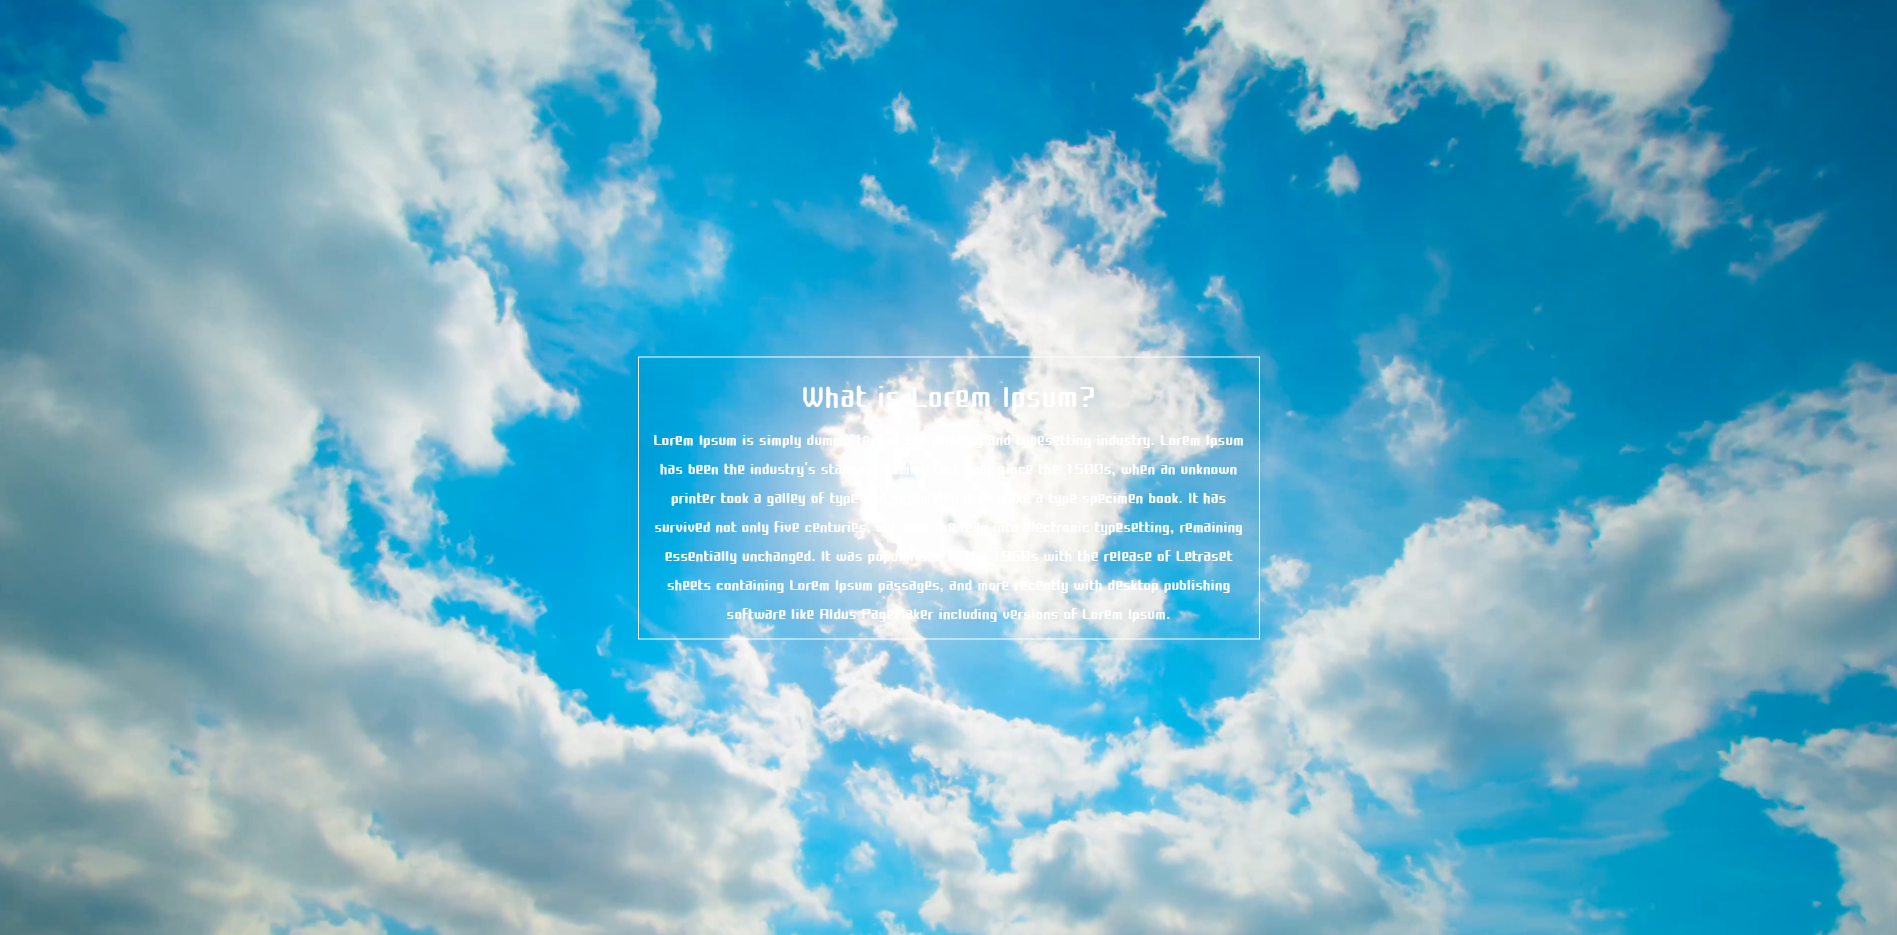 What is Lorem Ipsum?
Lorem Ipsum is simply and typesetting industry. Lorem Ipsum
has been the industry's since the 1500s, when an unknown
printer took a galley of type a type specimen book. It has
survived not only five centuries, electronic typesetting, remaining
essentially unchanged. It was 1960s with the release of Letraset
sheets containing Lorem Ipsum passages, and more recently with desktop publishing
software like Aldus PageMaker including versions of Lorem Ipsum.